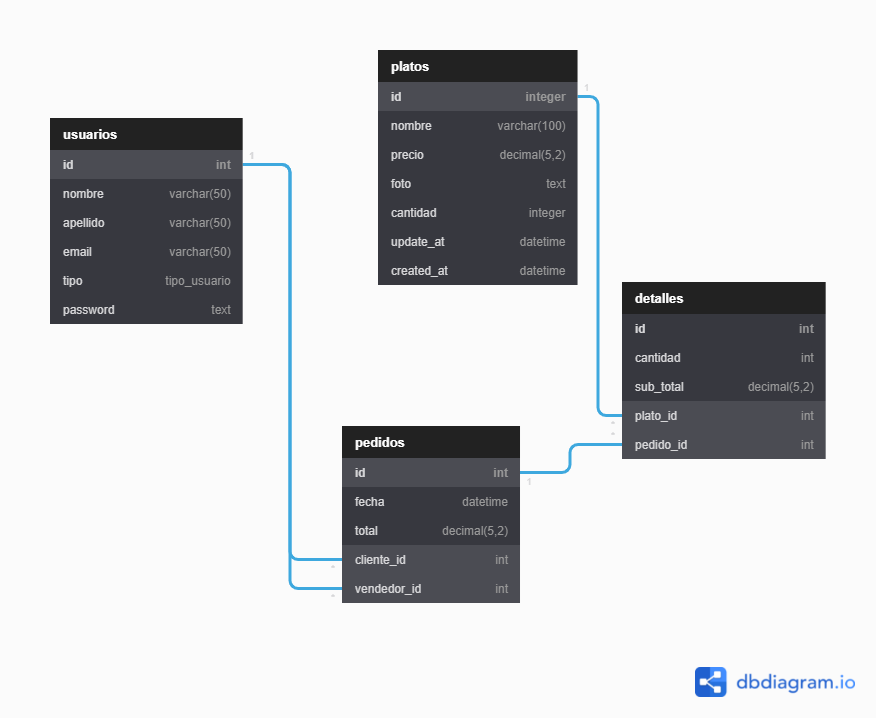 usuarios
id int
nombre varchar(50)
apellido varchar(50)
email varchar(50)
tipo tipo_usuario
password text
1
platos
id integer
nombre varchar(100)
precio decimal(5,2)
foto text
cantidad integer
update_at datetime
created_at datetime
1
detalles
id int
cantidad int
sub_total decimal(5,2)
plato_id int
pedido_id int
*
*
pedidos
id int
fecha datetime
total decimal(5,2)
cliente_id int
vendedor_id int
1
*
*
dbdiagram.io